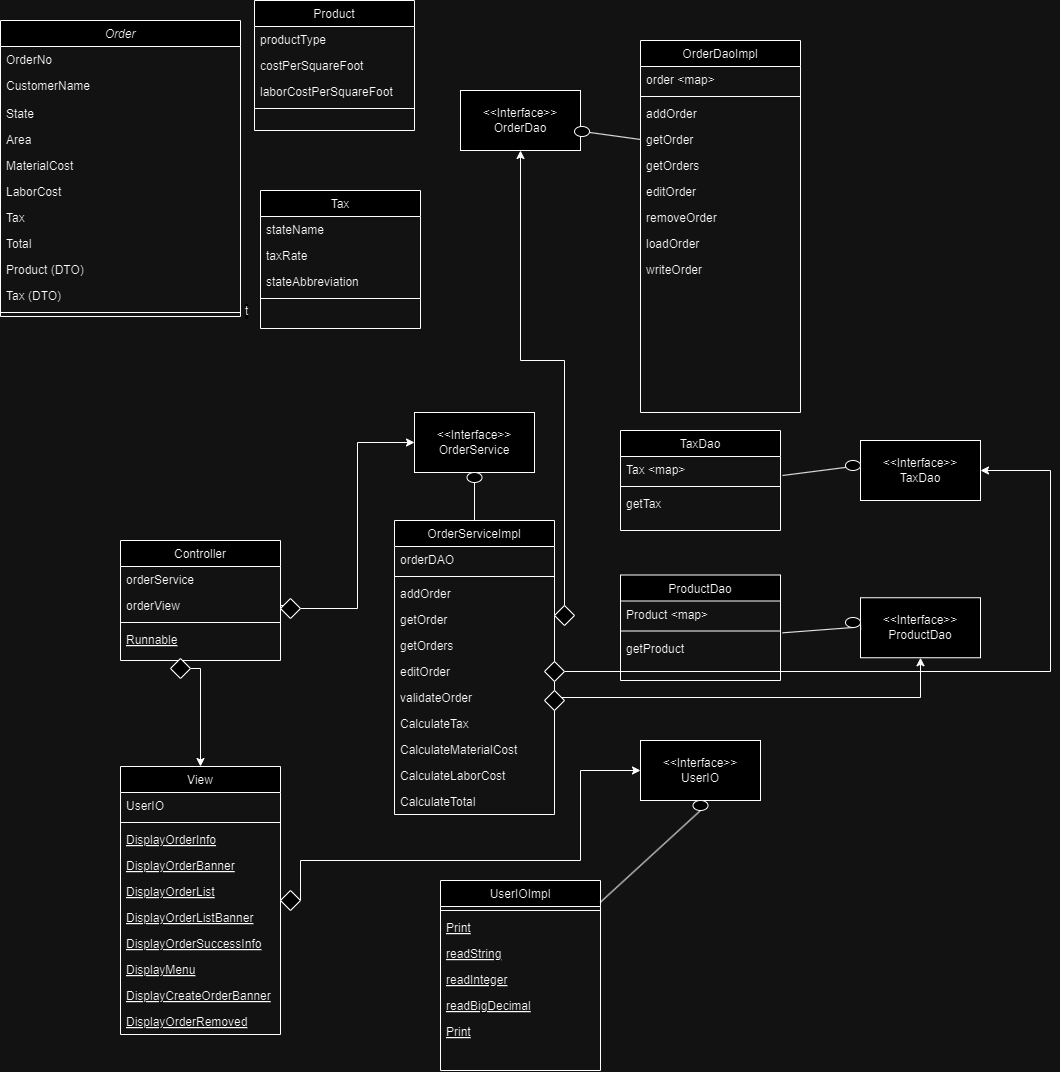 Order
OrderNo
CustomerName
State
Area
MaterialCost
LaborCost
Tax
Total
Product (DTO)
Tax (DTO)
t
Product
productType
costPerSquareFoot
laborCostPerSquareFoot
Tax
stateName
taxRate
stateAbbreviation
<<Interface>>
OrderDao
OrderDaoImpl
order <map>
addOrder
getOrder
getOrders
editOrder
removeOrder
loadOrder
writeOrder
<<Interface>>
OrderService
OrderServiceImpl
orderDAO
addOrder
getOrder
getOrders
editOrder
validateOrder
CalculateTax
CalculateMaterialCost
CalculateLaborCost
CalculateTotal
TaxDao
Tax <map>
getTax
<<Interface>>
TaxDao
ProductDao
Product <map>
getProduct
<<Interface>>
ProductDao
Controller
orderService
orderView
Runnable
View
UserIO
DisplayOrderInfo
DisplayOrderBanner
DisplayOrderList
DisplayOrderListBanner
DisplayOrderSuccessInfo
DisplayMenu
DisplayCreateOrderBanner
DisplayOrderRemoved
<<Interface>>
UserIO
UserIOImpl
Print
readString
readInteger
readBigDecimal
Print